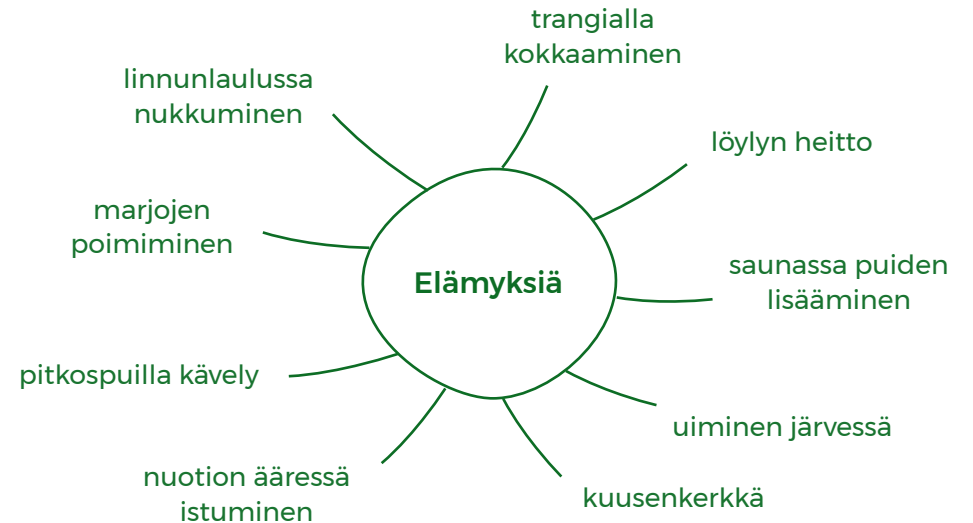 trangialla
kokkaaminen
linnunlaulussa
nukkuminen
löylyn heitto
marjojen
poimiminen
saunassa puiden
lisääminen
Elämyksiä
pitkospuilla kävely
uiminen järvessä
nuotion ääressä
istuminen
kuusenkerkkä